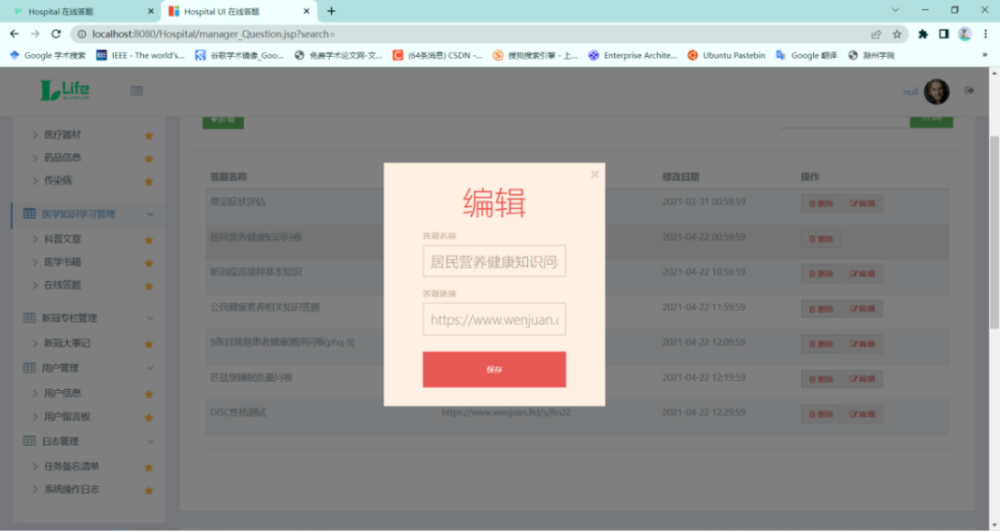 Hospital 在线答题
Hospital UI 在线答题
localhost:8080/Hospital/manager_Question.jsp?search=
Google 学术搜索
IEEE - The world's...
谷歌学术镜像_Goo...
免费学术论文网-文...
(64条消息) CSDN -...
搜狗搜索引擎 - 上...
Enterprise Archite...
Ubuntu Pastebin
Google 翻译
滁州学院
»
Life
null
医疗器材
药品信息
传染病
医学知识学习管理
科普文章
医学书籍
在线答题
新冠专栏管理
新冠大事记
用户管理
用户信息
用户留言板
日志管理
任务备忘清单
系统操作日志
+新增
查询
答题名称 修改日期 操作
常见症状评估 2021-03-31 00:59:59 删除 编辑
居民营养健康知识问卷 2021-04-22 00:59:59 删除
新冠疫苗接种基本知识 2021-04-22 10:59:59 删除 编辑
公民健康素养相关知识答题 2021-04-22 11:59:59 删除 编辑
9条目简易患者健康测评问卷(phq-9) 2021-04-22 12:09:59 删除 编辑
匹兹堡睡眠质量问卷 2021-04-22 12:19:59 删除 编辑
DISC性格测试 https://www.wenjuan.ltd/s/Rn2Z 2021-04-22 12:29:59 删除 编辑
编辑
答题名称
居民营养健康知识问
答题链接
https://www.wenjuan.
保存